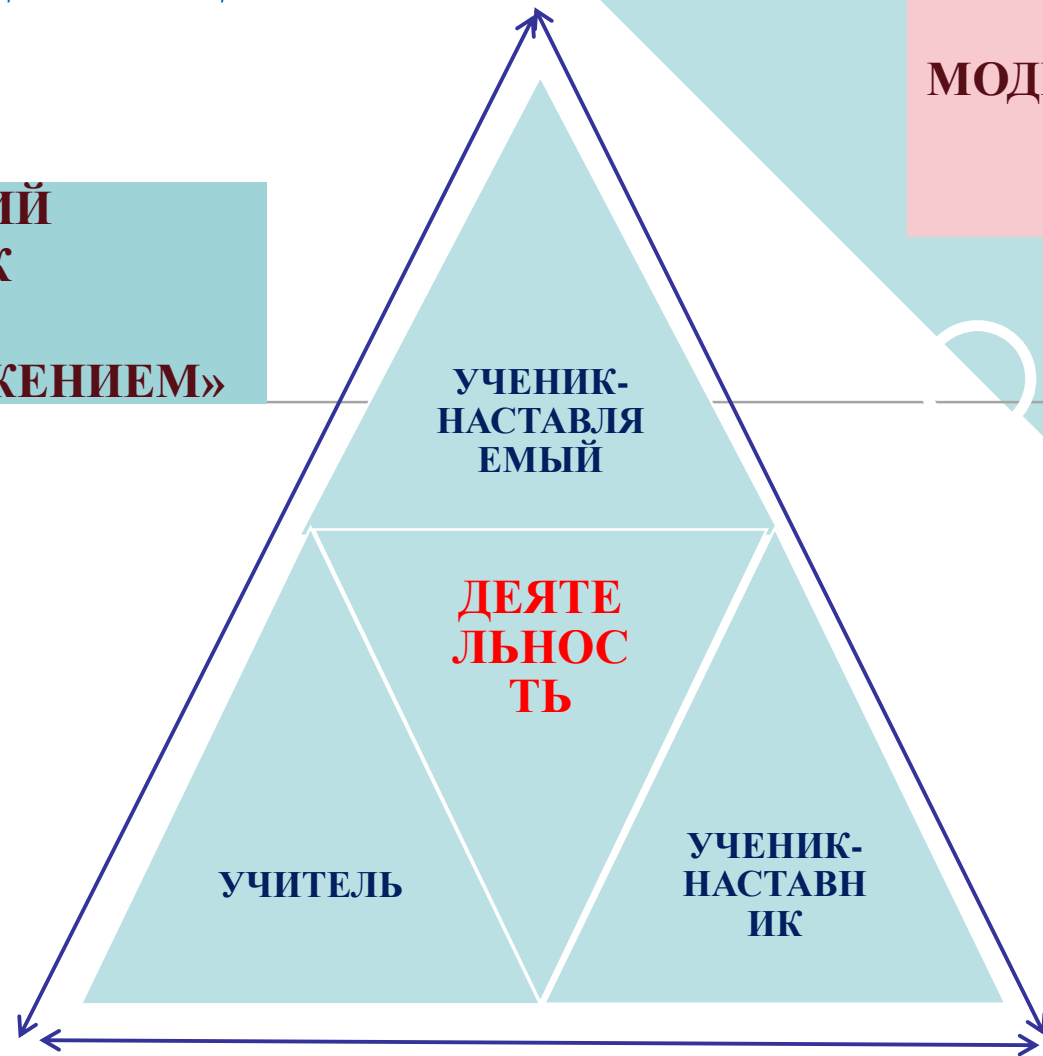 МОД
ИЙ
К
ЖЕНИЕМ»
УЧЕНИК-
НАСТАВЛЯ
ЕМЫЙ
ДЕЯТЕ
ЛЬНОС
ТЬ
УЧИТЕЛЬ
УЧЕНИК-
НАСТАВН
ИК